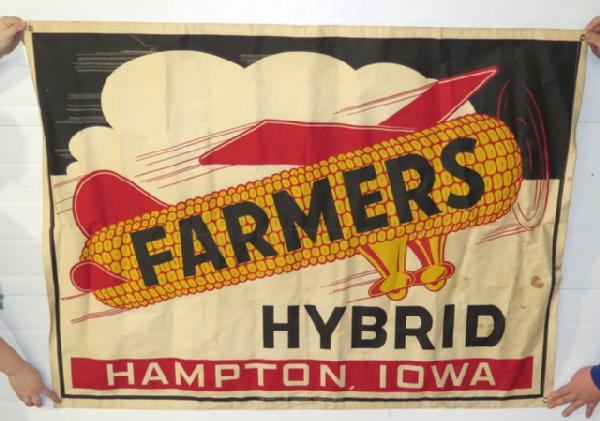 FARMERS
HYBRID
HAMPTON, IOWA